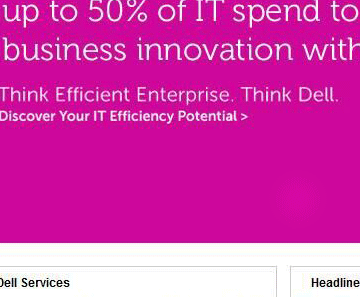 up to 50% of IT spend to
business innovation with
Think Efficient Enterprise. Think Dell.
Discover Your IT Efficiency Potential >
Dell Services
Headline